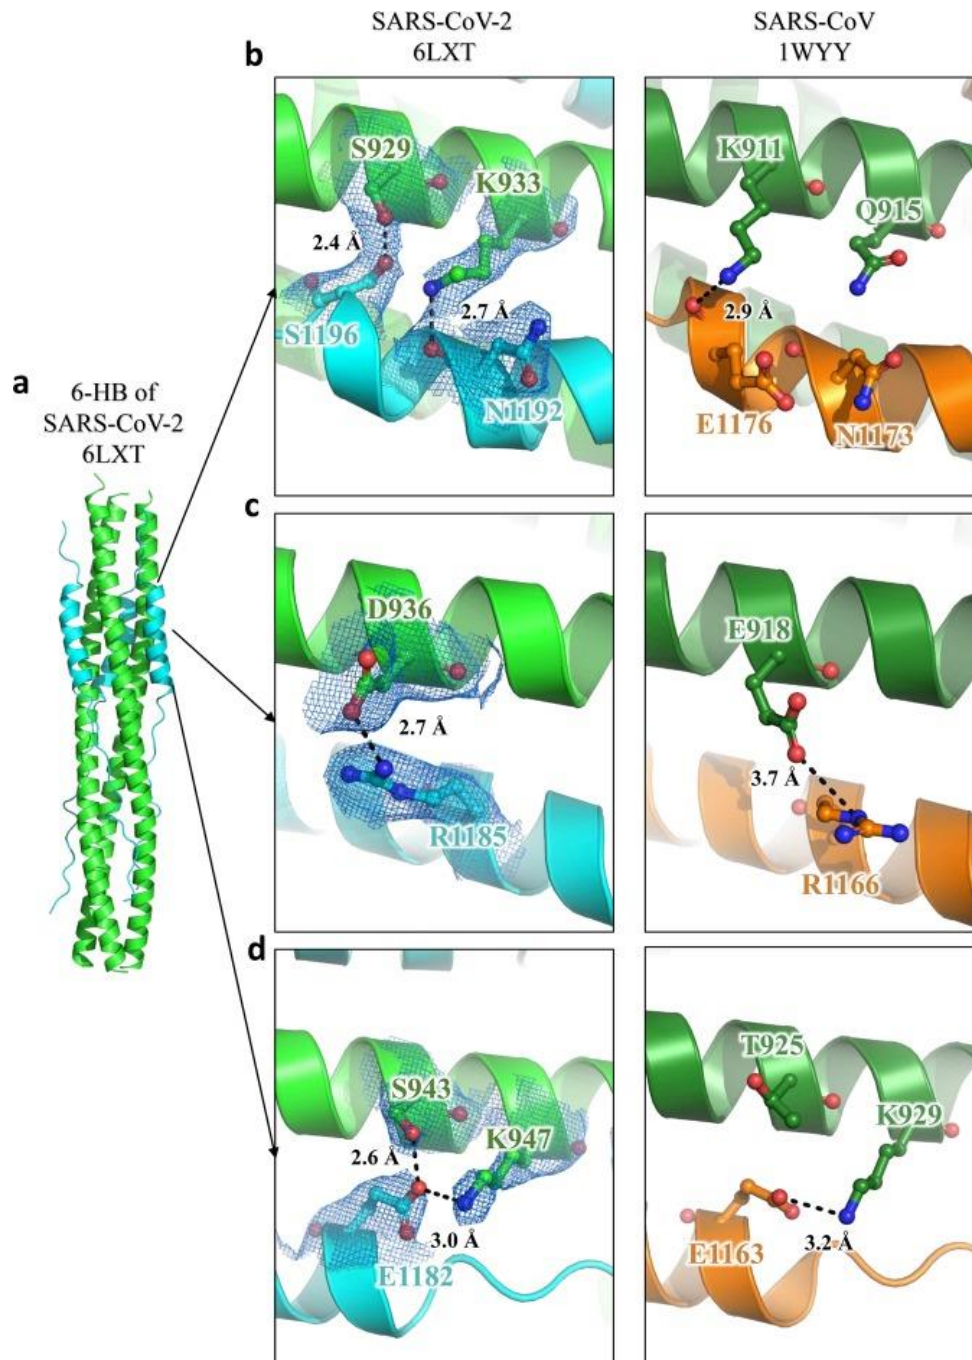 SARS-CoV-2
6LXT
SARS-CoV
1WYY
b
S929
K933
2.4 Å
2.7 Å
S1196
N1192
K911
Q915
2.9 Å
E1176
N1173
a
6-HB of
SARS-CoV-2
6LXT
c
D936
2.7 Å
R1185
E918
3.7 Å
R1166
d
S943
K947
2.6 Å
3.0 Å
E1182
T925
K929
E1163
3.2 Å